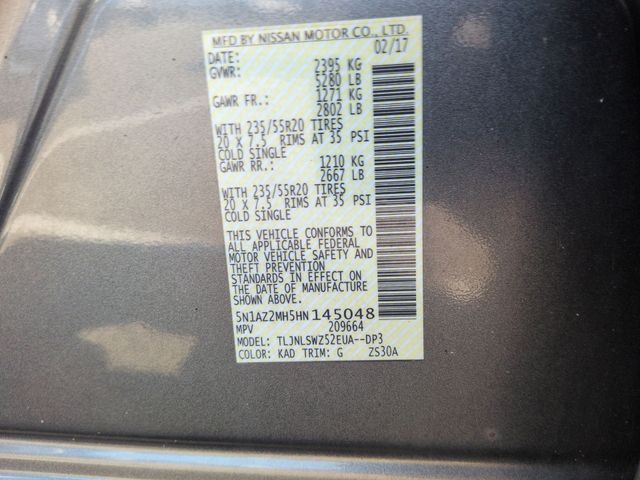 MFD BY NISSAN MOTOR CO., LTD.
DATE: 02/17
GVWR: 2395 KG
5280 LB
GAWR FR.: 1271 KG
2802 LB
WITH 235/55R20 TIRES
20 X 7.5 RIMS AT 35 PSI
COLD SINGLE
GAWR RR.: 1210 KG
2667 LB
WITH 235/55R20 TIRES
20 X 7.5 RIMS AT 35 PSI
COLD SINGLE
THIS VEHICLE CONFORMS TO
ALL APPLICABLE FEDERAL
MOTOR VEHICLE SAFETY AND
THEFT PREVENTION
STANDARDS IN EFFECT ON
THE DATE OF MANUFACTURE
SHOWN ABOVE.
5N1AZ2MH5HN145048
MPV 209664
MODEL: TLJNLSWZ52EUA--DP3
COLOR: KAD TRIM: G ZS30A